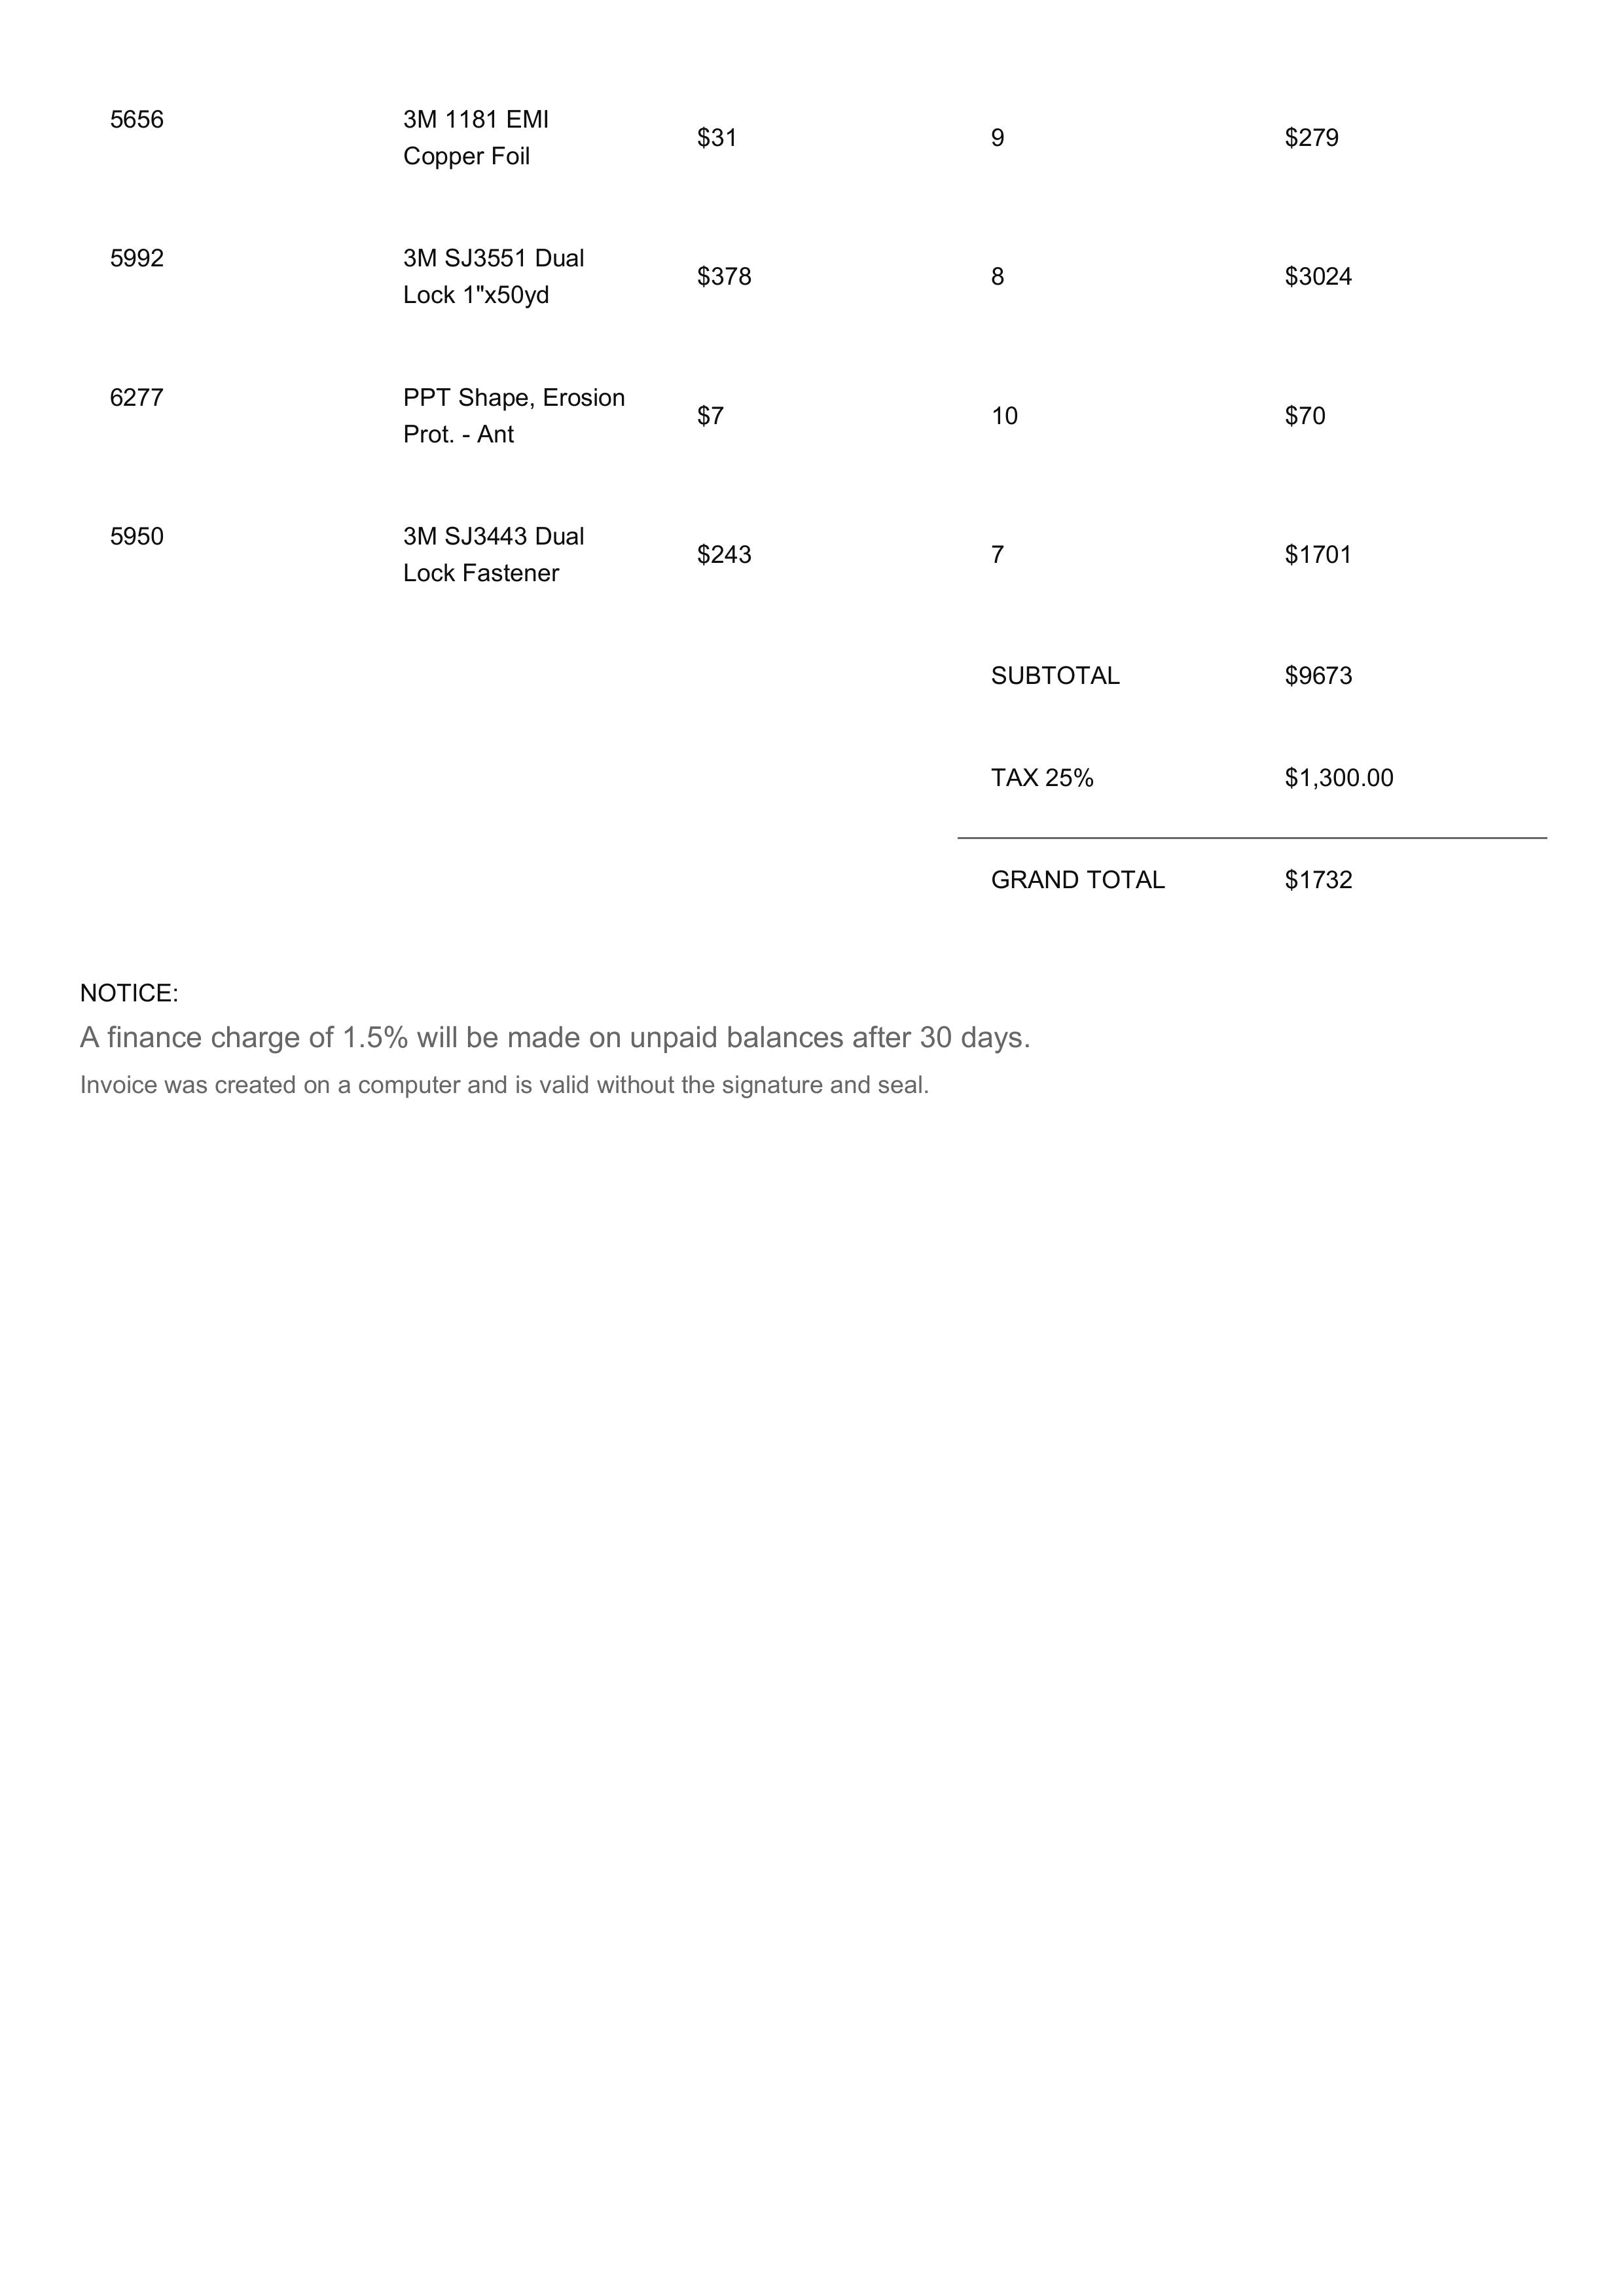 5656 3M 1181 EMI $31 9 $279
Copper Foil
5992 3M SJ3551 Dual $378 8 $3024
Lock 1"x50yd
6277 PPT Shape, Erosion $7 10 $70
Prot. - Ant
5950 3M SJ3443 Dual $243 7 $1701
Lock Fastener
SUBTOTAL $9673
TAX 25% $1,300.00
GRAND TOTAL $1732
NOTICE:
A finance charge of 1.5% will be made on unpaid balances after 30 days.
Invoice was created on a computer and is valid without the signature and seal.